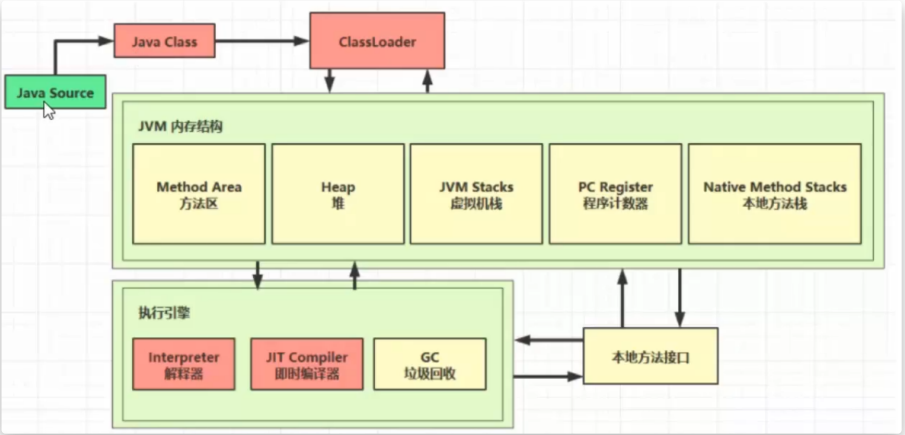 Java Class
ClassLoader
Java Source
JVM 内存结构
Method Area
方法区
Heap
堆
JVM Stacks
虚拟机栈
PC Register
程序计数器
Native Method Stacks
本地方法栈
执行引擎
Interpreter
解释器
JIT Compiler
即时编译器
GC
垃圾回收
本地方法接口